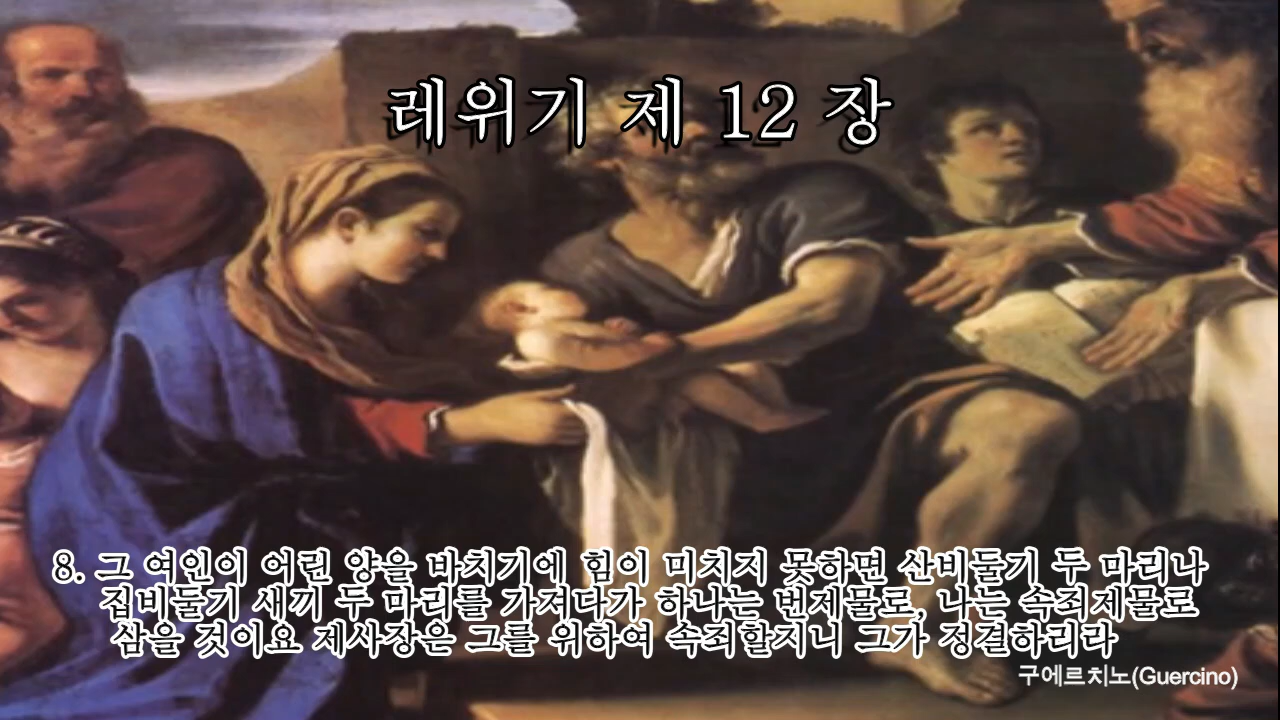 레위기 제 12 장
8. 그 여인이 어린 양을 바치기에 힘이 미치지 못하면 산비둘기 두 마리나
집비둘기 새끼 두 마리를 가져다가 하나는 번제물로, 나는 속죄제물로
삼을 것이요 제사장은 그를 위하여 속죄할지니 그가 정결하리라
구에르치노(Guercino)